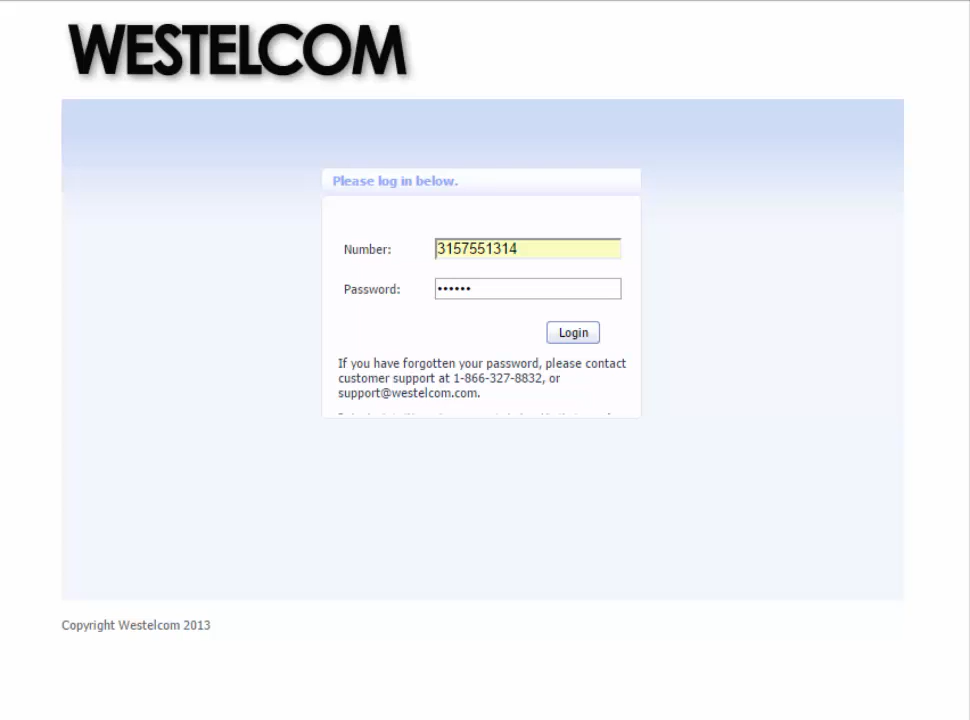 WESTELCOM
Please log in below.
Number:
3157551314
Password:
••••••
Login
If you have forgotten your password, please contact
customer support at 1-866-327-8832, or
support@westelcom.com.
Copyright Westelcom 2013